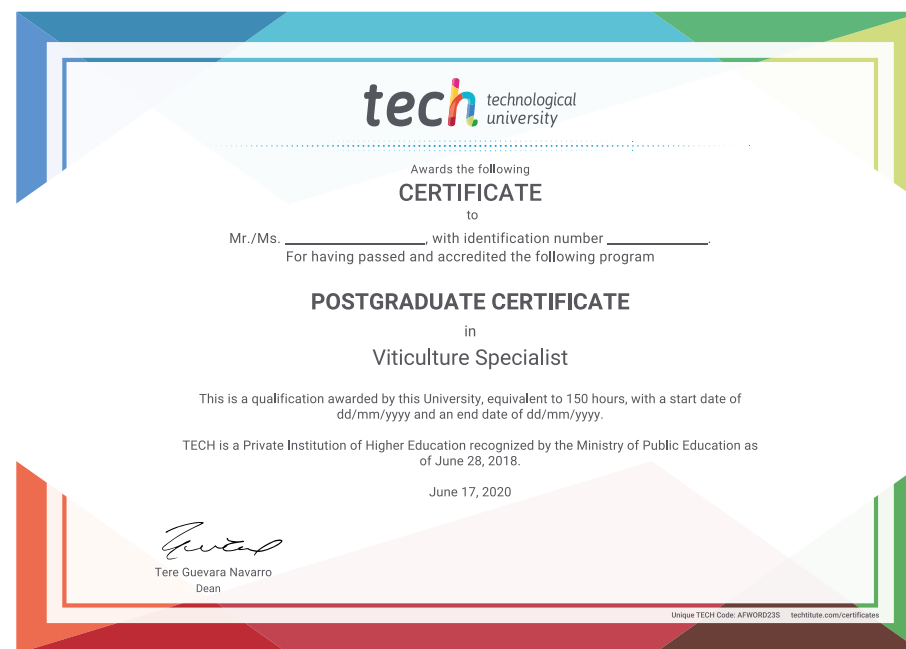 tech technological
university
Awards the following
CERTIFICATE
to
Mr./Ms. ____________________, with identification number ______________.
For having passed and accredited the following program
POSTGRADUATE CERTIFICATE
in
Viticulture Specialist
This is a qualification awarded by this University, equivalent to 150 hours, with a start date of
dd/mm/yyyy and an end date of dd/mm/yyyy.
TECH is a Private Institution of Higher Education recognized by the Ministry of Public Education as
of June 28, 2018.
June 17, 2020
Tere Guevara Navarro
Dean
Unique TECH Code: AFWORD23S techtitute.com/certificates